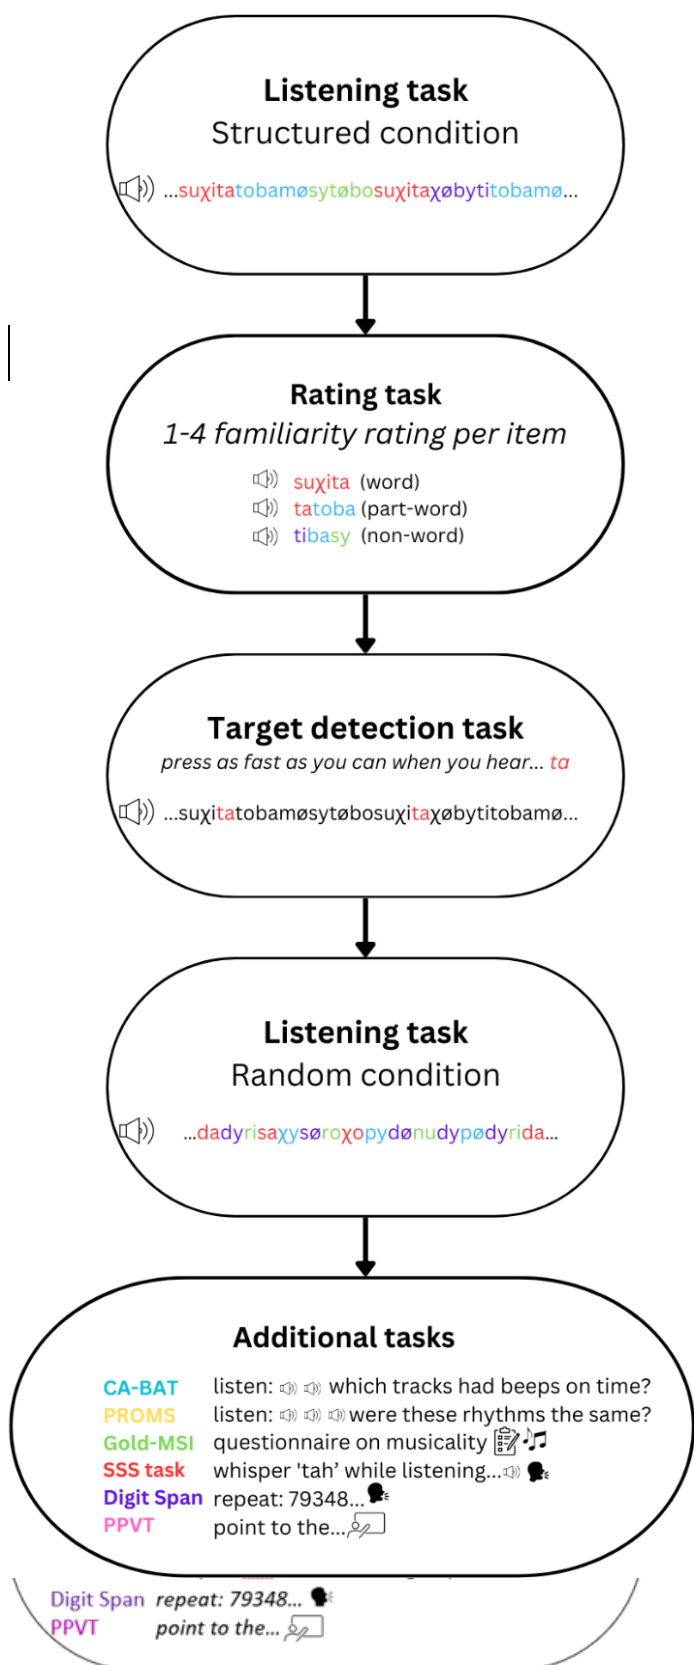 Listening task
Structured condition
...suχitatobamøsytøbosuχitaχøbytitobamø...
Rating task
1-4 familiarity rating per item
suχita (word)
tatoba (part-word)
tibasy (non-word)
Target detection task
press as fast as you can when you hear... ta
...suχitatobamøsytøbosuχitaχøbytitobamø...
Listening task
Random condition
...dadyrisaχysøroχopydønudypødyrida...
Additional tasks
CA-BAT listen: which tracks had beeps on time?
PROMS listen: were these rhythms the same?
Gold-MSI questionnaire on musicality
SSS task whisper 'tah’ while listening...
Digit Span repeat: 79348...
PPVT point to the...
Digit Span repeat: 79348...
PPVT point to the...